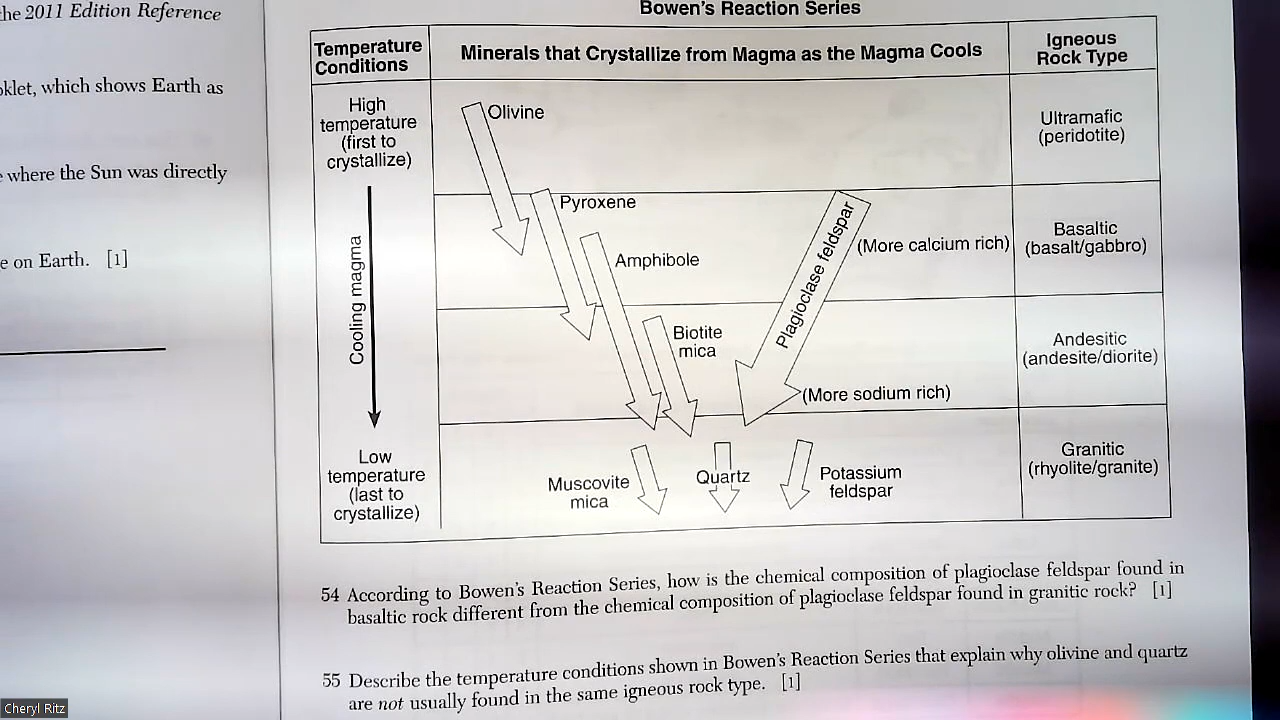 the 2011 Edition Reference
which shows Earth as
where the Sun was directly
on Earth. [1]
Bowen's Reaction Series
Temperature
Conditions
Minerals that Crystallize from Magma as the Magma Cools
Igneous
Rock Type
High
temperature
(first to
crystallize)
Cooling magma
Low
temperature
(last to
crystallize)
Olivine
Pyroxene
Amphibole
Biotite
mica
Plagioclase feldspar
(More calcium rich)
(More sodium rich)
Muscovite
mica
Quartz
Potassium
feldspar
Ultramafic
(peridotite)
Basaltic
(basalt/gabbro)
Andesitic
(andesite/diorite)
Granitic
(rhyolite/granite)
54 According to Bowen's Reaction Series, how is the chemical composition of plagioclase feldspar found in
basaltic rock different from the chemical composition of plagioclase feldspar found in granitic rock? [1]
55 Describe the temperature conditions shown in Bowen's Reaction Series that explain why olivine and quartz
are not usually found in the same igneous rock type. [1]
Cheryl Ritz